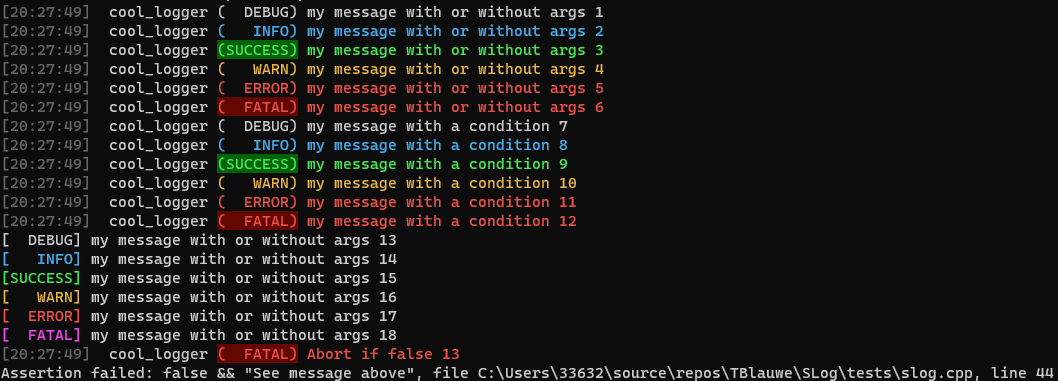 [20:27:49]  cool_logger (  DEBUG) my message with or without args 1
[20:27:49]  cool_logger (   INFO) my message with or without args 2
[20:27:49]  cool_logger (SUCCESS) my message with or without args 3
[20:27:49]  cool_logger (   WARN) my message with or without args 4
[20:27:49]  cool_logger (  ERROR) my message with or without args 5
[20:27:49]  cool_logger (  FATAL) my message with or without args 6
[20:27:49]  cool_logger (  DEBUG) my message with a condition 7
[20:27:49]  cool_logger (   INFO) my message with a condition 8
[20:27:49]  cool_logger (SUCCESS) my message with a condition 9
[20:27:49]  cool_logger (   WARN) my message with a condition 10
[20:27:49]  cool_logger (  ERROR) my message with a condition 11
[20:27:49]  cool_logger (  FATAL) my message with a condition 12
[  DEBUG] my message with or without args 13
[   INFO] my message with or without args 14
[SUCCESS] my message with or without args 15
[   WARN] my message with or without args 16
[  ERROR] my message with or without args 17
[  FATAL] my message with or without args 18
[20:27:49]  cool_logger (  FATAL) Abort if false 13
Assertion failed: false && "See message above", file C:\Users\33632\source\repos\TBlauwe\SLog\tests\slog.cpp, line 44